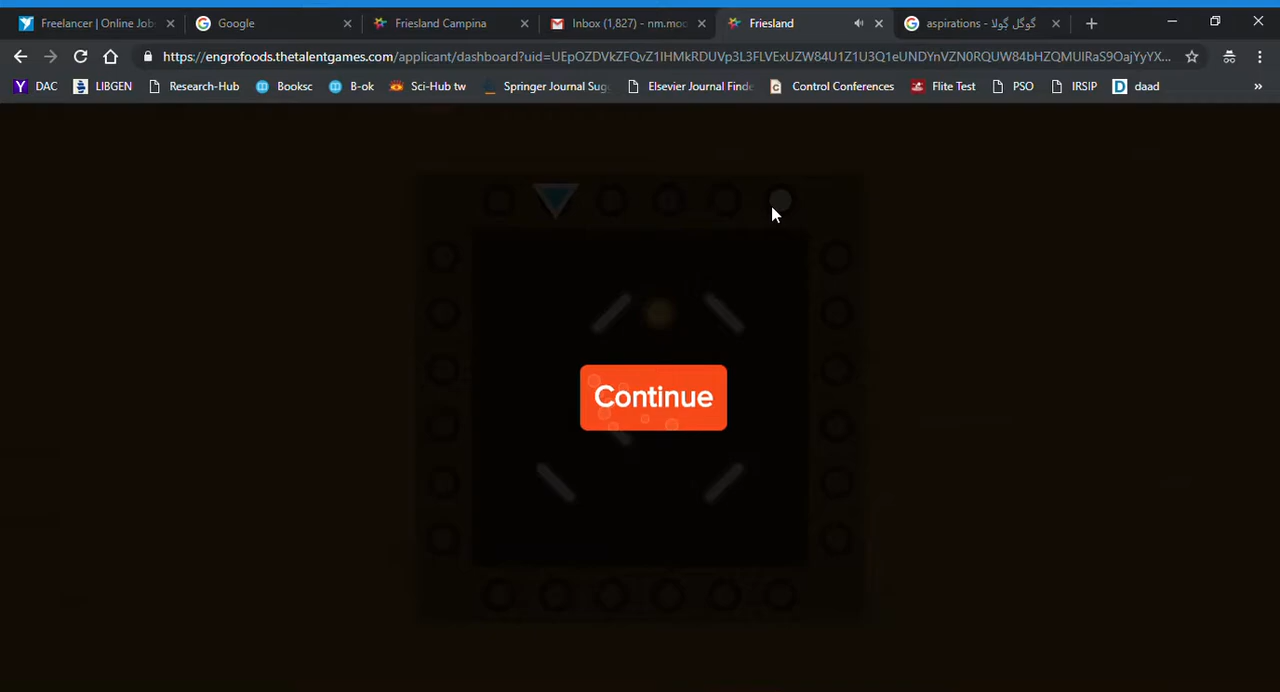 Freelancer | Online Job
Google
Friesland Campina
Inbox (1,827) - nm.moo
Friesland
aspirations - گوگل گِولا
https://engrofoods.thetalentgames.com/applicant/dashboard?uid=UEpOZDVkZFQvZ1lHMkRDUVp3L3FLVExUZW84U1Z1U3Q1eUNDYnVZN0RQUW84bHZQMUlRaS9OajYyYX...
DAC
LIBGEN
Research-Hub
Booksc
B-ok
Sci-Hub tw
Springer Journal Sug
Elsevier Journal Finde
Control Conferences
Flite Test
PSO
IRSIP
daad
Continue